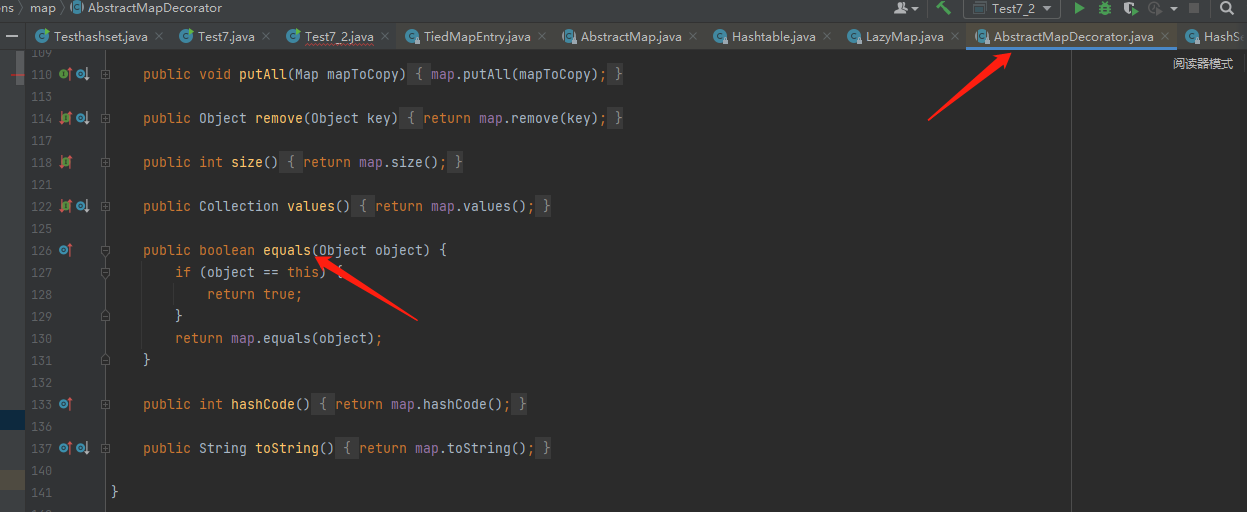 ens › map › AbstractMapDecorator
Test7_2
Testhashset.java Test7.java Test7_2.java TiedMapEntry.java AbstractMap.java Hashtable.java LazyMap.java AbstractMapDecorator.java HashSe
阅读器模式
109
110 public void putAll(Map mapToCopy) { map.putAll(mapToCopy); }
113
114 public Object remove(Object key) { return map.remove(key); }
117
118 public int size() { return map.size(); }
121
122 public Collection values() { return map.values(); }
125
126 public boolean equals(Object object) {
127 if (object == this) {
128 return true;
129 }
130 return map.equals(object);
131 }
132
133 public int hashCode() { return map.hashCode(); }
136
137 public String toString() { return map.toString(); }
140
141 }